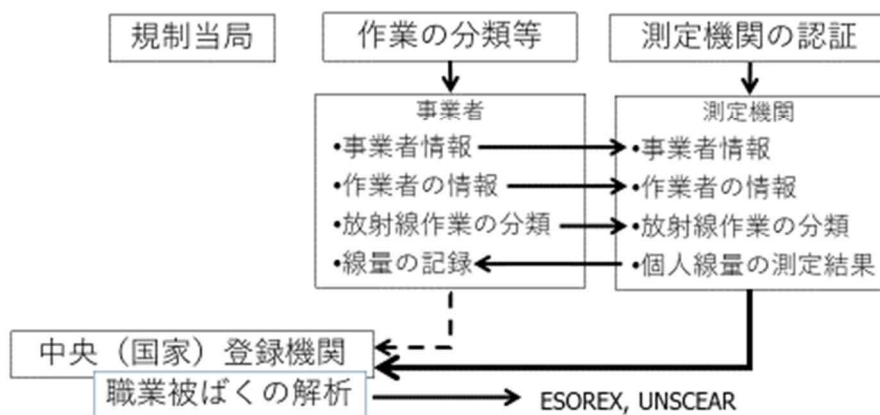 規制当局
作業の分類等
測定機関の認証
事業者
•事業者情報
•作業者の情報
•放射線作業の分類
•線量の記録
測定機関
•事業者情報
•作業者の情報
•放射線作業の分類
•個人線量の測定結果
中央（国家）登録機関
職業被ばくの解析
ESOREX, UNSCEAR